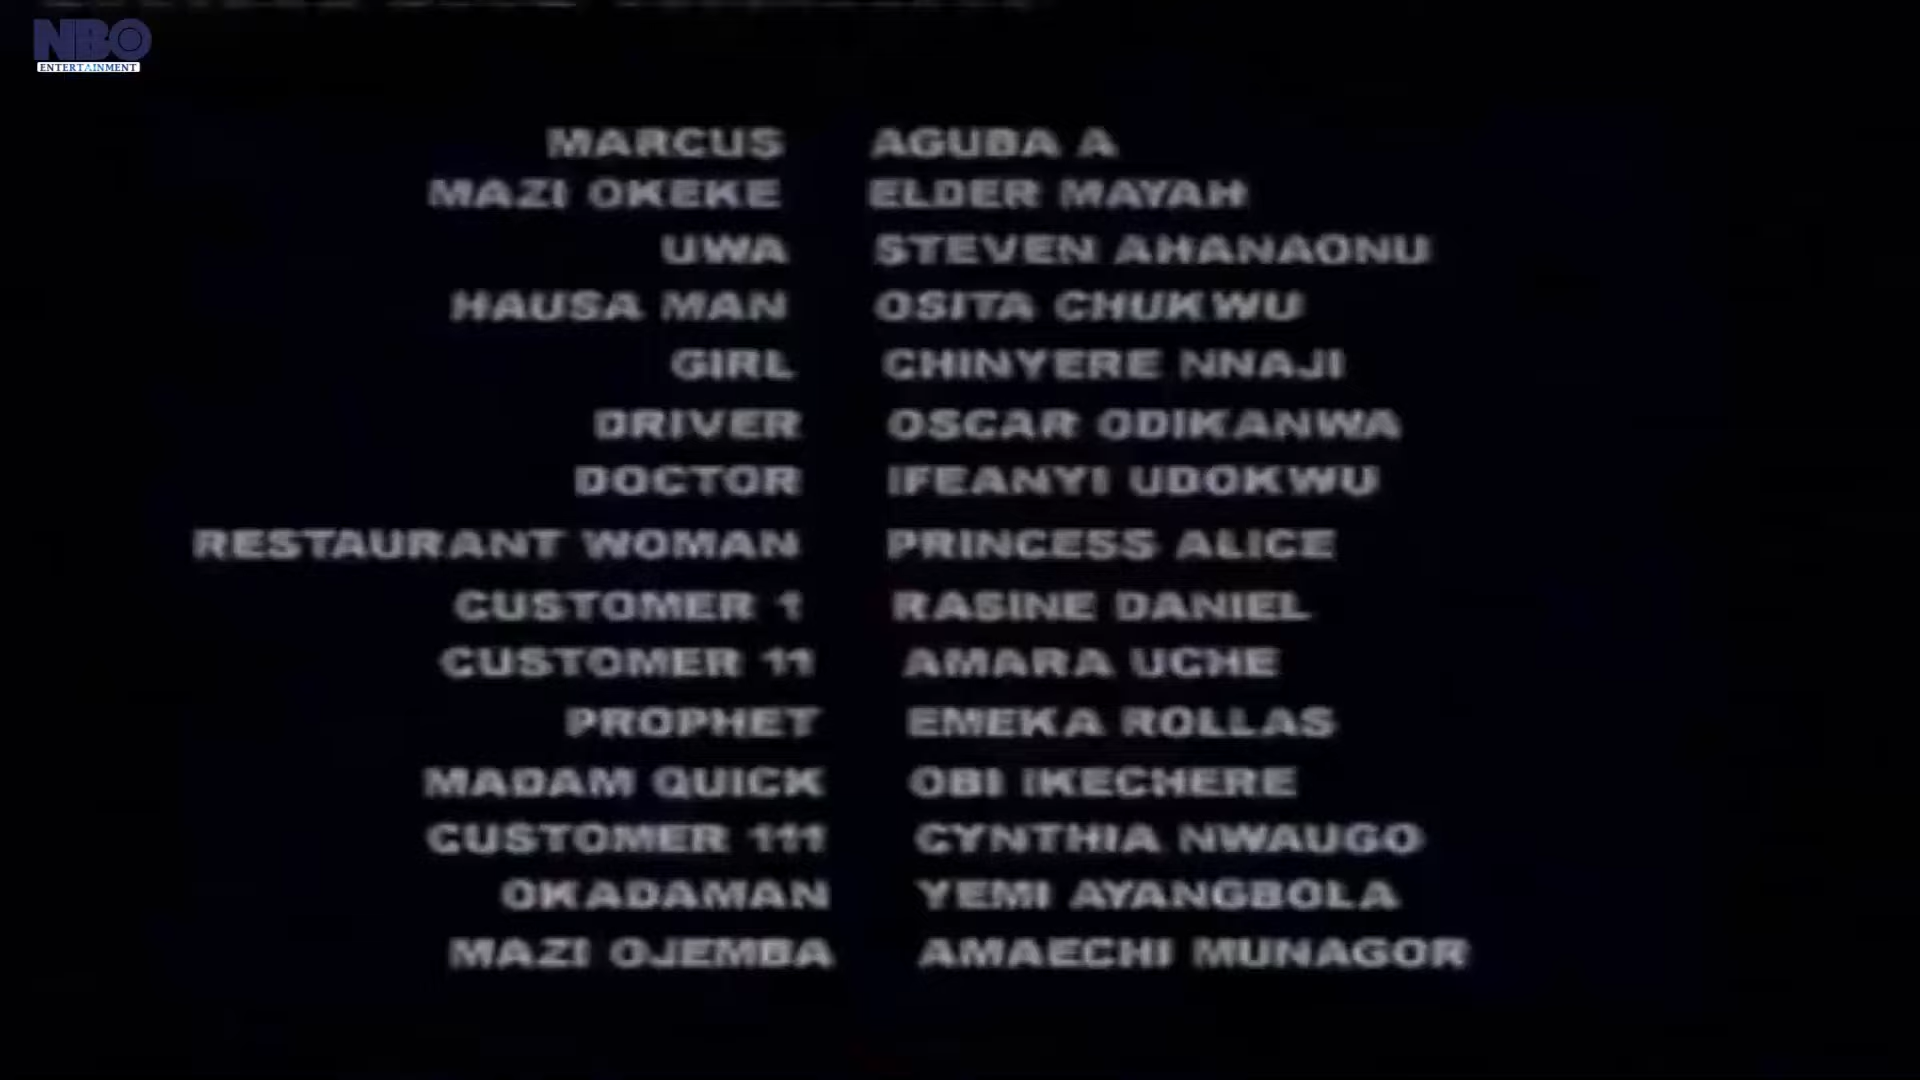 NBO
ENTERTAINMENT
MARCUS AGUBA A
MAZI OKEKE ELDER MAYAH
UWA STEVEN AHANAONU
HAUSA MAN OSITA CHUKWU
GIRL CHINYERE NNAJI
DRIVER OSCAR ODIKANWA
DOCTOR IFEANYI UDOKWU
RESTAURANT WOMAN PRINCESS ALICE
CUSTOMER 1 RASINE DANIEL
CUSTOMER 11 AMARA UCHE
PROPHET EMEKA ROLLAS
MADAM QUICK OBI IKECHERE
CUSTOMER 111 CYNTHIA NWAUGO
OKADAMAN YEMI AYANGBOLA
MAZI OJEMBA AMAECHI MUNAGOR